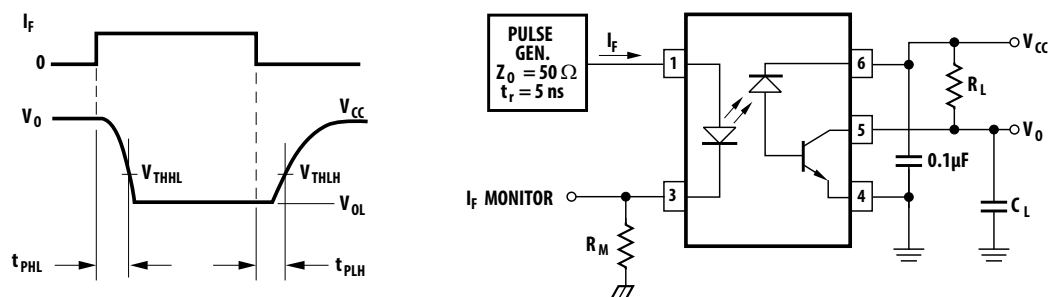 I_F
0
V_O
V_CC
V_THHL
V_THLH
V_OL
t_PHL
t_PLH
PULSE
GEN.
Z_O = 50 Ω
t_r = 5 ns
I_F
1
3
6
5
4
V_CC
R_L
V_O
0.1µF
C_L
I_F MONITOR
R_M